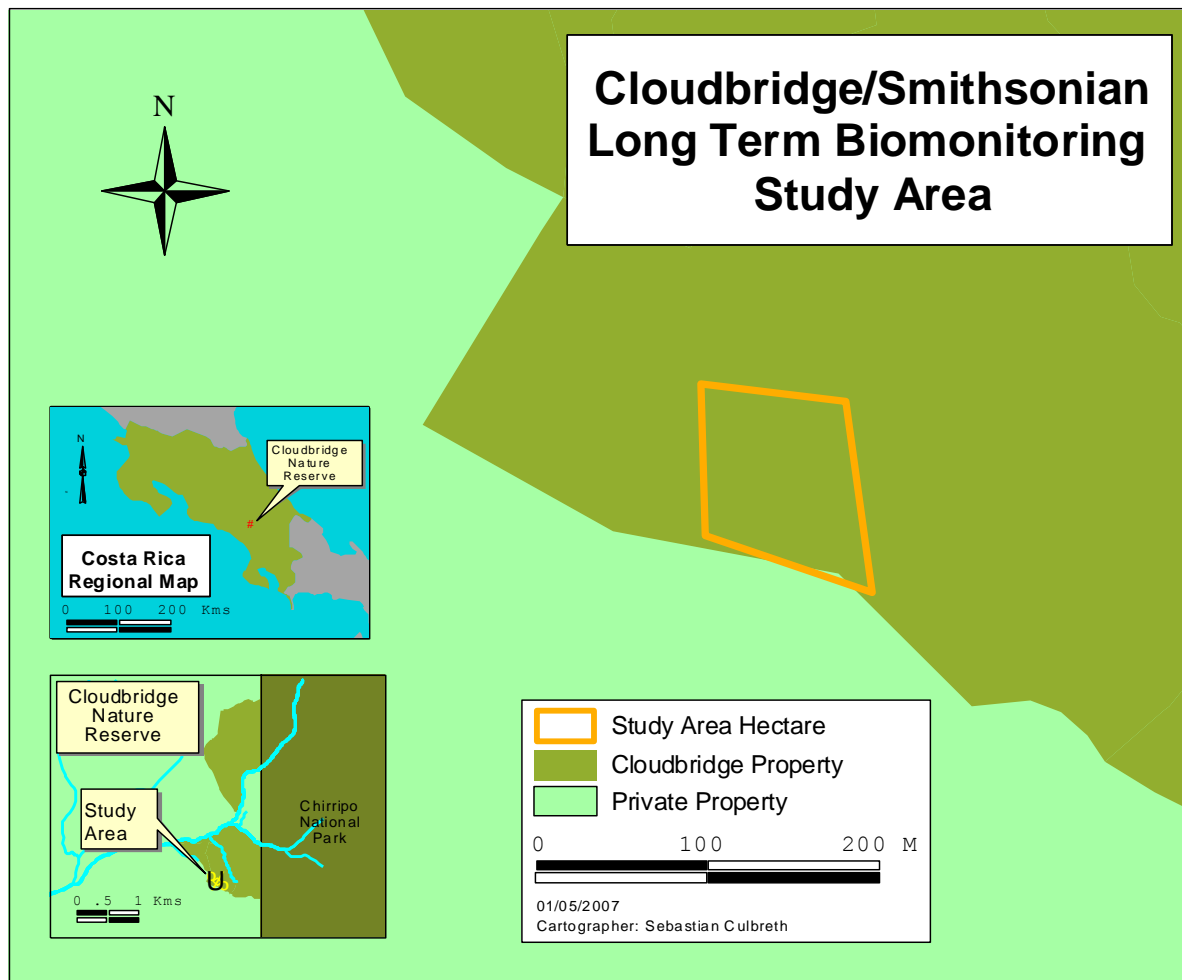 Cloudbridge/Smithsonian
Long Term Biomonitoring
Study Area
N
N
Cloudbridge
Nature
Reserve
#
Costa Rica
Regional Map
0 100 200 Kms
Cloudbridge
Nature
Reserve
Study
Area
Chirripo
National
Park
U
0 .5 1 Kms
Study Area Hectare
Cloudbridge Property
Private Property
0 100 200 M
01/05/2007
Cartographer: Sebastian Culbreth